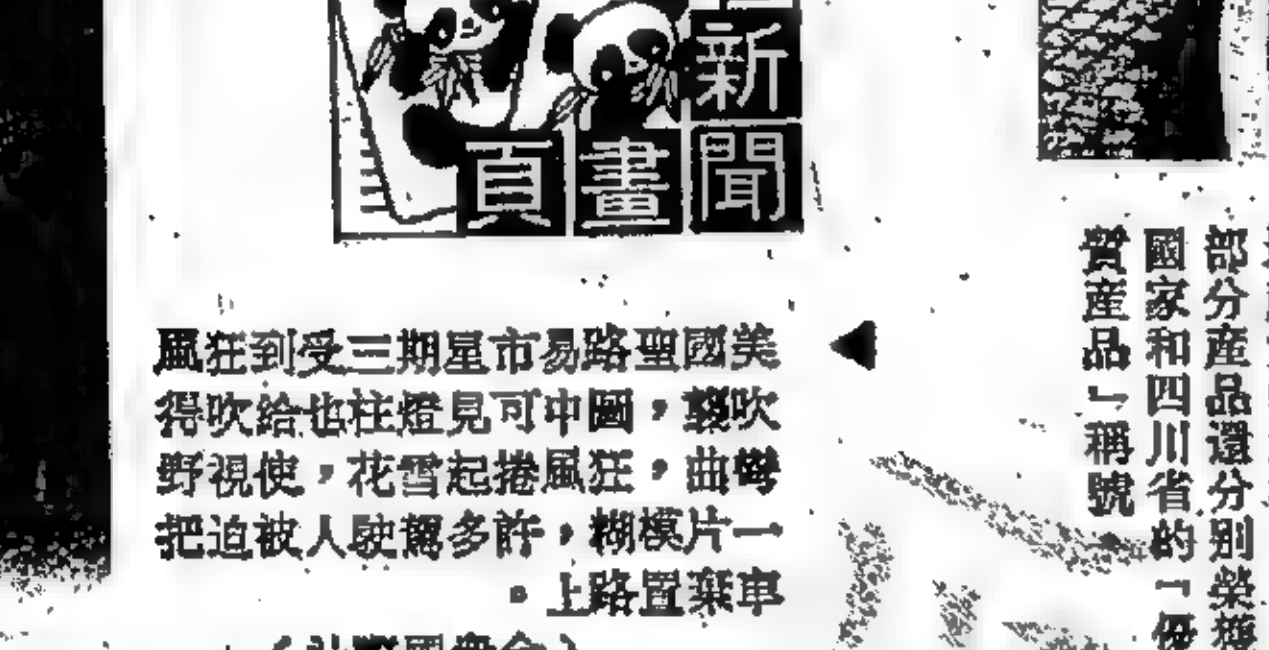 新
聞畫頁
部分産品還分別榮獲
國家和四川省的「優
質産品」稱號。
美國聖路易市星期三受到狂風
吹襲，圖中可見燈柱也給吹得
彎曲，狂風捲起雪花，使視野
一片模糊，許多駕駛人被迫把
車棄置路上。